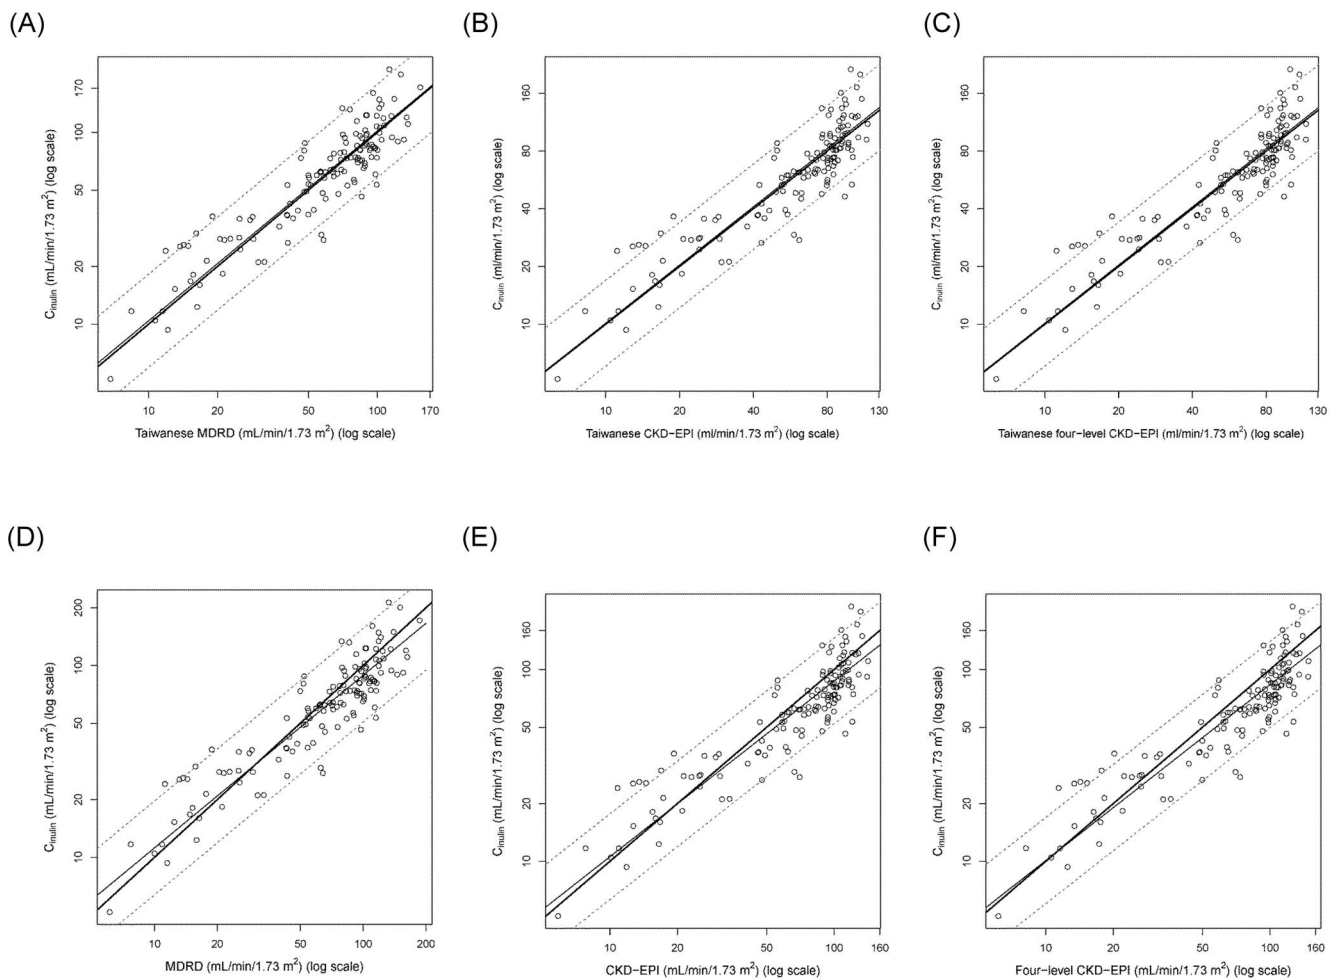 (A)
(B)
(C)
C_inulin (mL/min/1.73 m²) (log scale)
170
100
50
20
10
10 20 50 100 170
Taiwanese MDRD (mL/min/1.73 m²) (log scale)
C_inulin (ml/min/1.73 m²) (log scale)
160
80
40
20
10
10 20 40 80 130
Taiwanese CKD−EPI (ml/min/1.73 m²) (log scale)
C_inulin (ml/min/1.73 m²) (log scale)
160
80
40
20
10
10 20 40 80 130
Taiwanese four−level CKD−EPI (ml/min/1.73 m²) (log scale)
(D)
(E)
(F)
C_inulin (mL/min/1.73 m²) (log scale)
200
100
50
20
10
10 20 50 100 200
MDRD (mL/min/1.73 m²) (log scale)
C_inulin (mL/min/1.73 m²) (log scale)
160
100
50
20
10
10 20 50 100 160
CKD−EPI (mL/min/1.73 m²) (log scale)
C_inulin (mL/min/1.73 m²) (log scale)
160
100
50
20
10
10 20 50 100 160
Four−level CKD−EPI (mL/min/1.73 m²) (log scale)